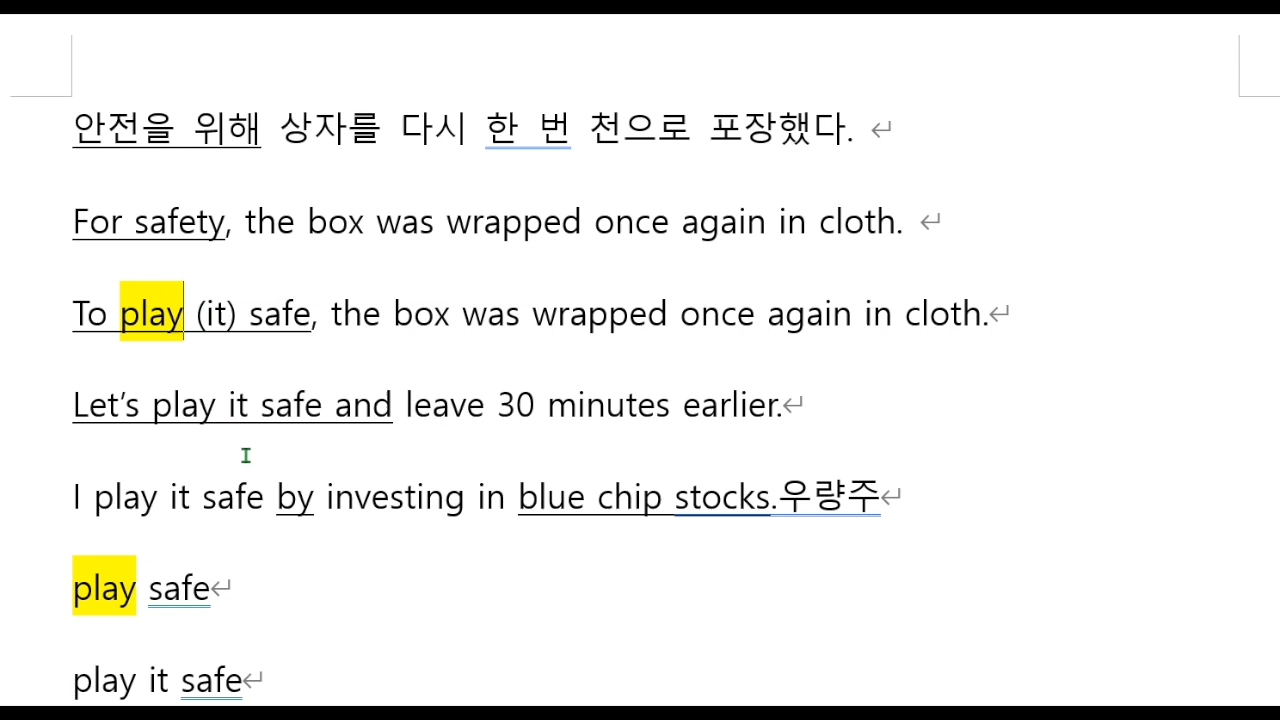 안전을 위해 상자를 다시 한 번 천으로 포장했다.
For safety, the box was wrapped once again in cloth.
To play (it) safe, the box was wrapped once again in cloth.
Let’s play it safe and leave 30 minutes earlier.
I play it safe by investing in blue chip stocks.우량주
play safe
play it safe